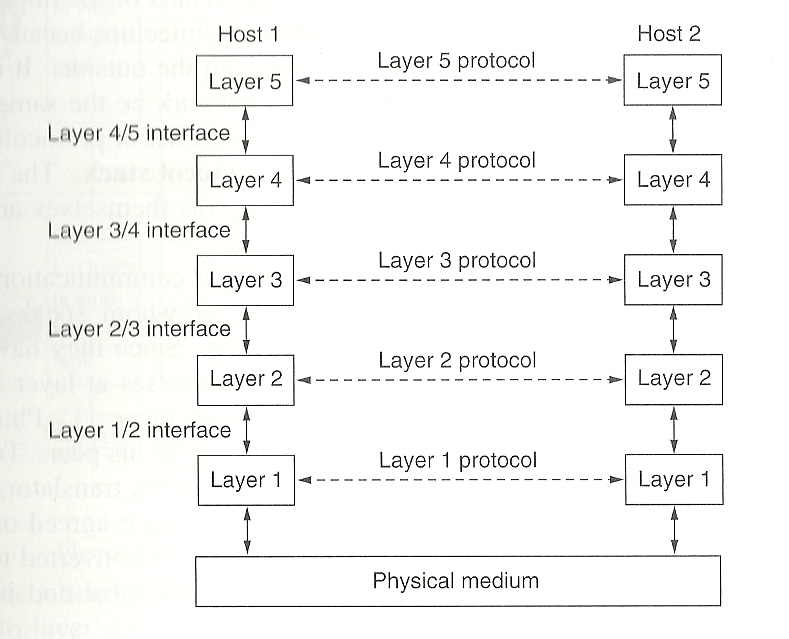 Host 1 Host 2
Layer 5 Layer 5 protocol Layer 5
Layer 4/5 interface
Layer 4 Layer 4 protocol Layer 4
Layer 3/4 interface
Layer 3 Layer 3 protocol Layer 3
Layer 2/3 interface
Layer 2 Layer 2 protocol Layer 2
Layer 1/2 interface
Layer 1 Layer 1 protocol Layer 1
Physical medium